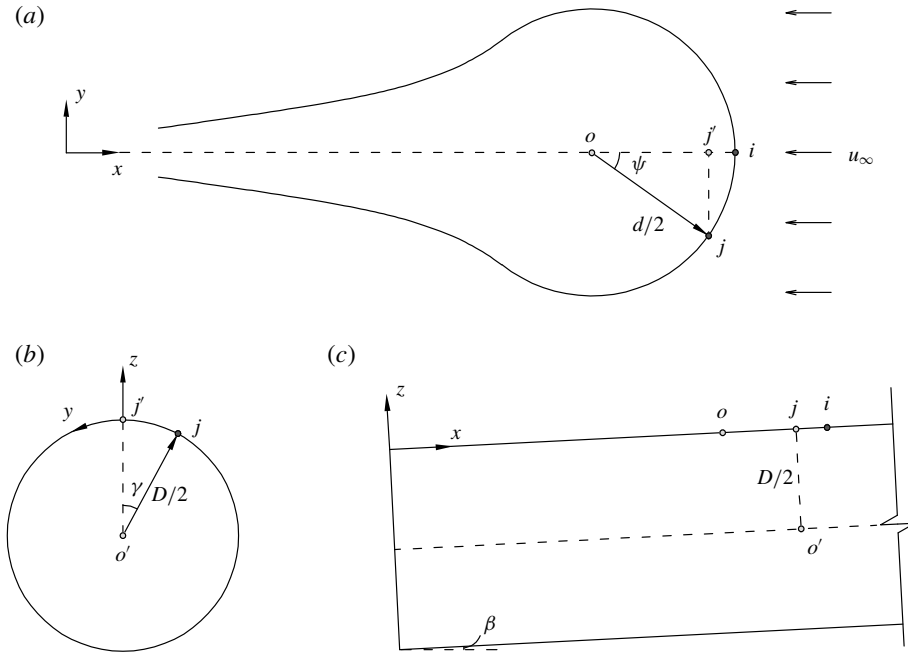 (a)
y
x
o
j′
i
u∞
ψ
d/2
j
(b)
z
j′
y
j
γ
D/2
o′
(c)
z
x
o
j
i
D/2
o′
β